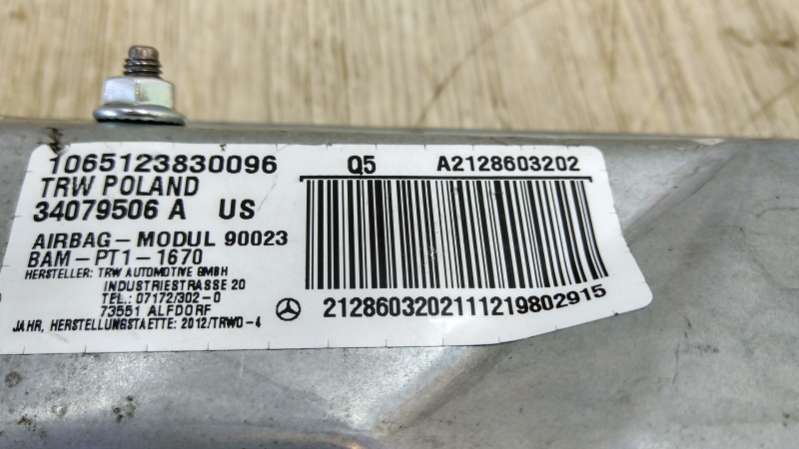 1065123830096 Q5 A2128603202
TRW POLAND
34079506 A US
AIRBAG-MODUL 90023
BAM-PT1-1670
HERSTELLER: TRW AUTOMOTIVE GMBH
INDUSTRIESTRASSE 20
TEL.: 07172/302-0
73551 ALFDORF
JAHR, HERSTELLUNGSTAETTE: 2012/TRWO-4
2128603202111219802915